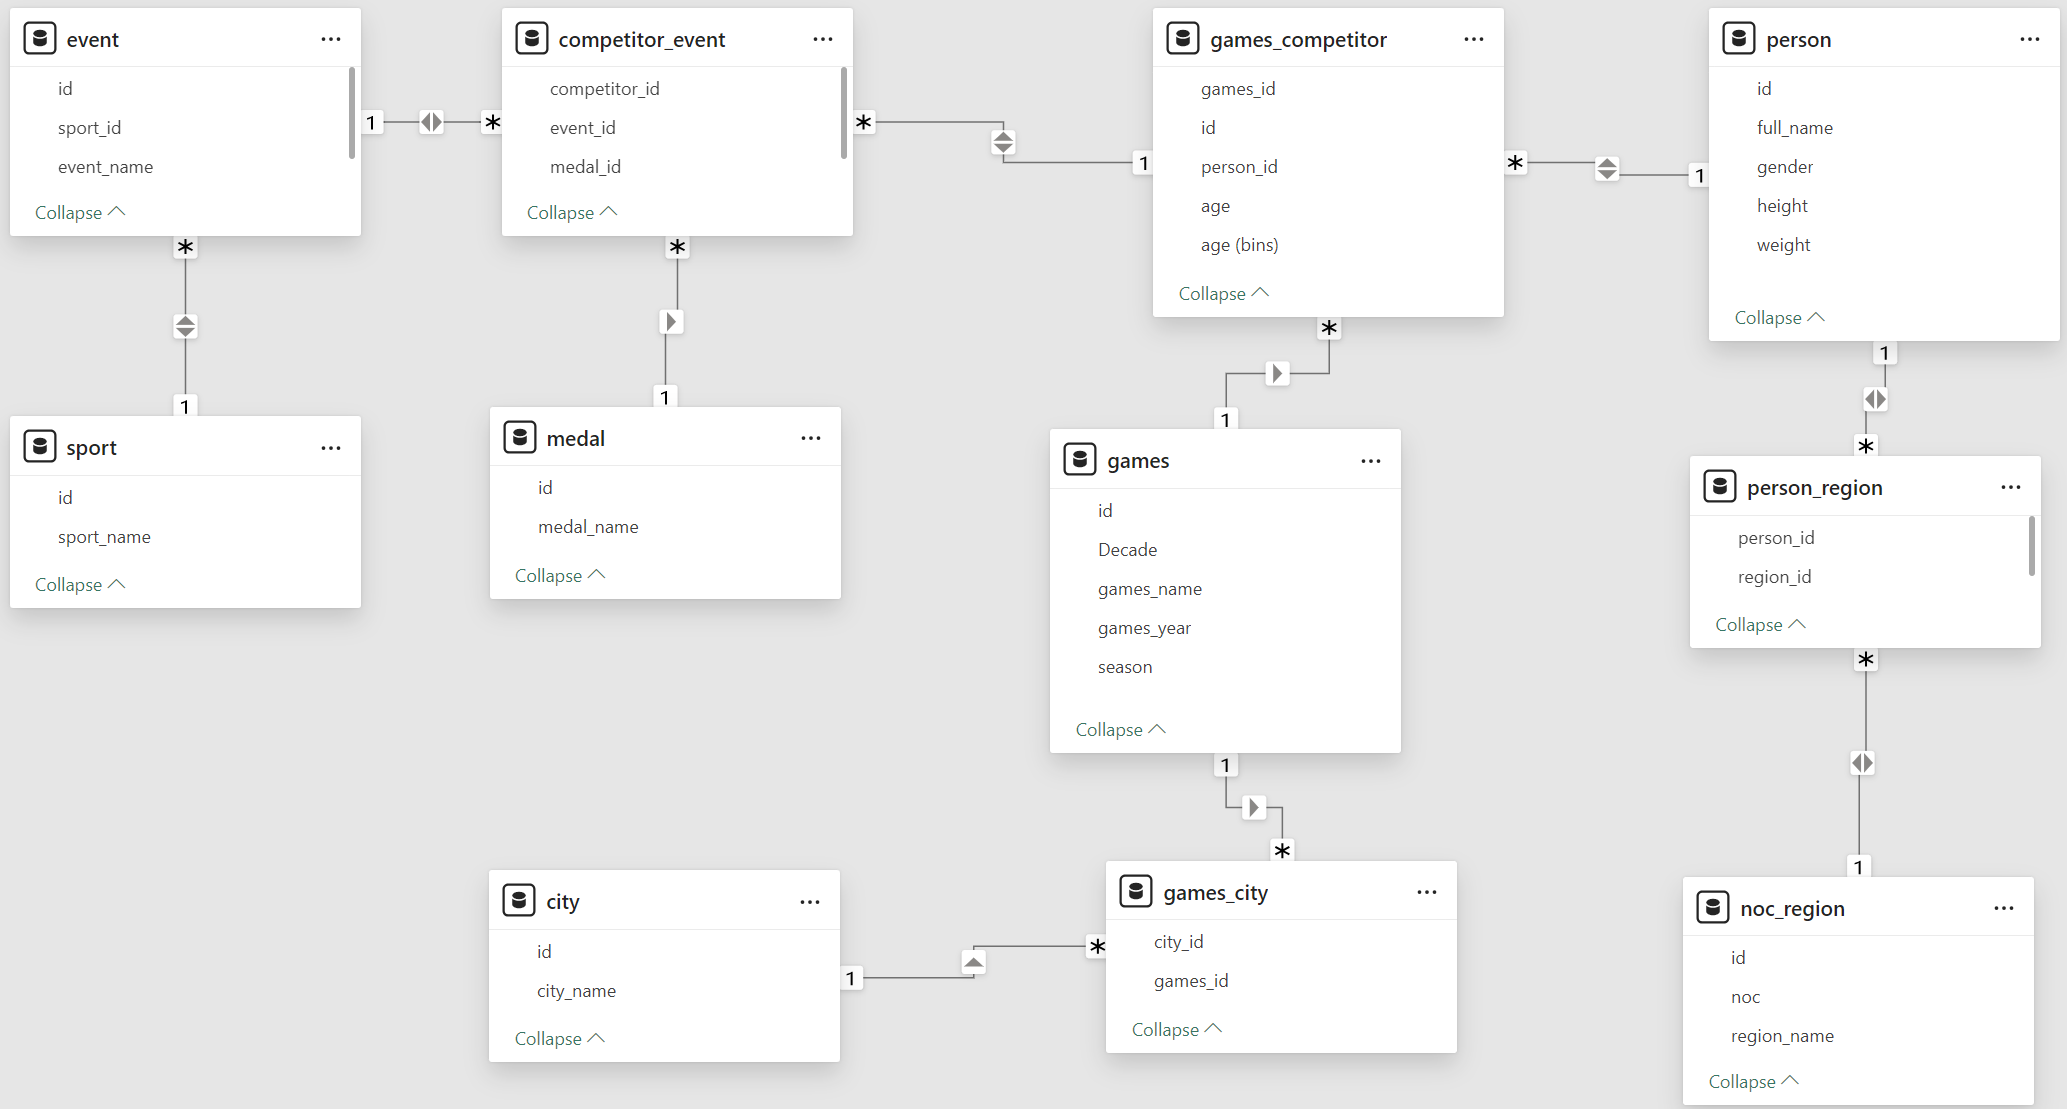 event
id
sport_id
event_name
Collapse
competitor_event
competitor_id
event_id
medal_id
Collapse
games_competitor
games_id
id
person_id
age
age (bins)
Collapse
person
id
full_name
gender
height
weight
Collapse
1
*
*
1
*
1
*
1
*
1
*
1
1
*
sport
id
sport_name
Collapse
medal
id
medal_name
Collapse
games
id
Decade
games_name
games_year
season
Collapse
person_region
person_id
region_id
Collapse
1
*
*
1
city
id
city_name
Collapse
1
*
games_city
city_id
games_id
Collapse
noc_region
id
noc
region_name
Collapse